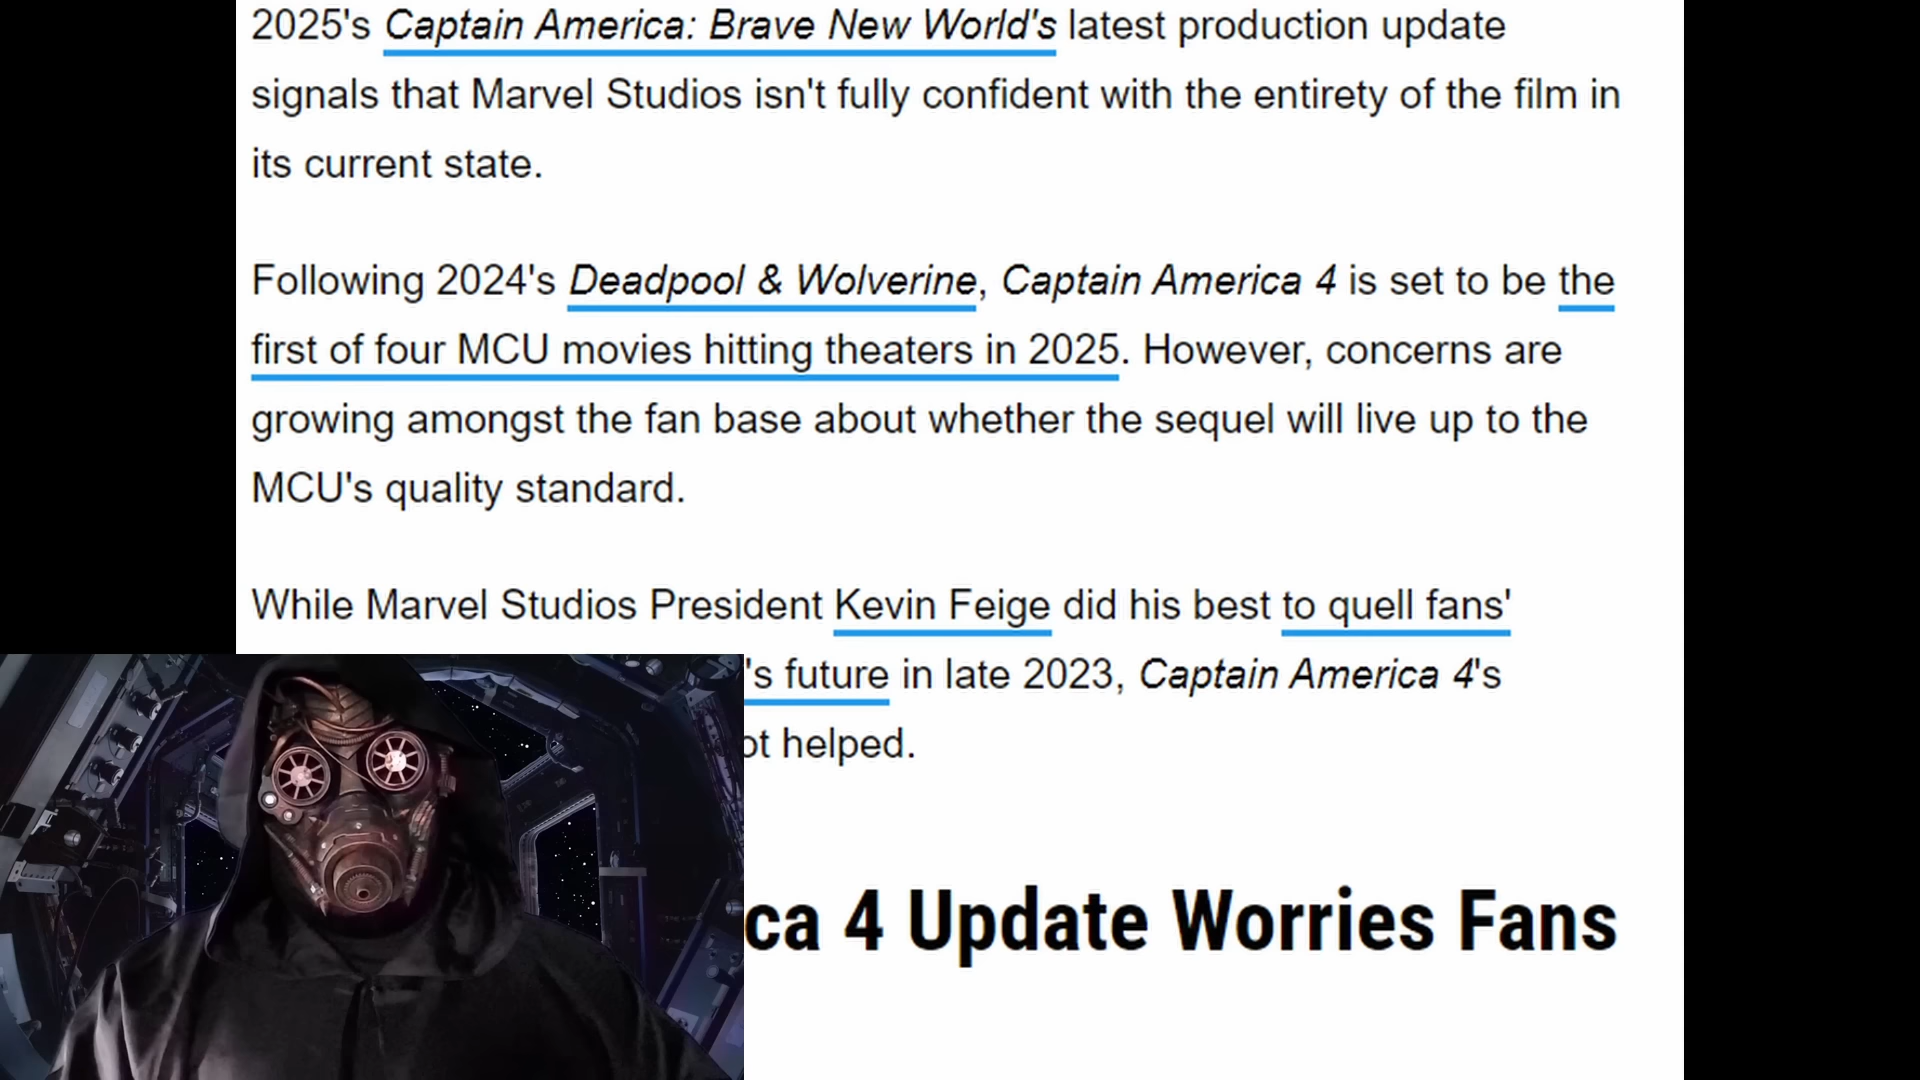 2025's Captain America: Brave New World's latest production update
signals that Marvel Studios isn't fully confident with the entirety of the film in
its current state.
Following 2024's Deadpool & Wolverine, Captain America 4 is set to be the
first of four MCU movies hitting theaters in 2025. However, concerns are
growing amongst the fan base about whether the sequel will live up to the
MCU's quality standard.
While Marvel Studios President Kevin Feige did his best to quell fans'
's future in late 2023, Captain America 4's
ot helped.
ca 4 Update Worries Fans